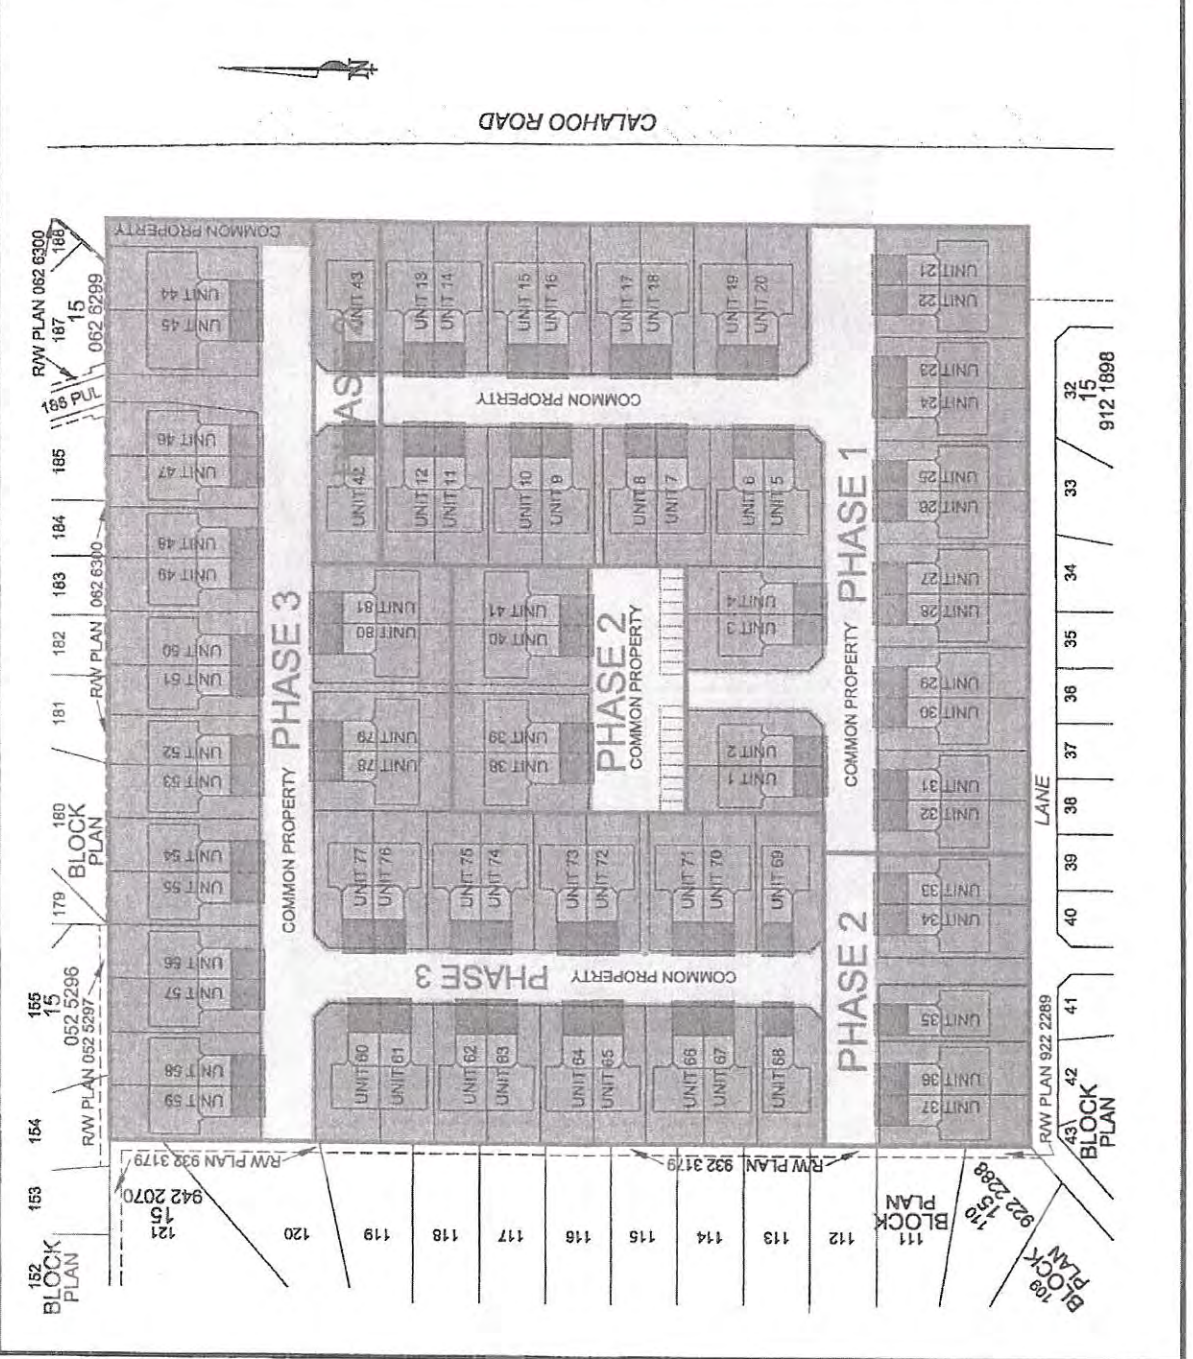 N
CALAHOO ROAD
R/W PLAN 062 6300
188
187
15
062 6299
186 PUL
185
184
R/W PLAN 062 6300
183
182
181
180
BLOCK
PLAN
179
155
15
052 5296
R/W PLAN 052 5297
154
153
152
BLOCK
PLAN
COMMON PROPERTY
UNIT 44
UNIT 45
UNIT 46
UNIT 47
UNIT 48
UNIT 49
UNIT 50
UNIT 51
UNIT 52
UNIT 53
UNIT 54
UNIT 55
UNIT 56
UNIT 57
UNIT 58
UNIT 59
COMMON PROPERTY
PHASE 3
UNIT 43
UNIT 13
UNIT 14
UNIT 15
UNIT 16
UNIT 17
UNIT 18
UNIT 19
UNIT 20
COMMON PROPERTY
UNIT 42
UNIT 12
UNIT 11
UNIT 10
UNIT 9
UNIT 8
UNIT 7
UNIT 6
UNIT 5
UNIT 81
UNIT 80
UNIT 41
UNIT 40
UNIT 4
UNIT 3
PHASE 2
COMMON PROPERTY
UNIT 79
UNIT 78
UNIT 39
UNIT 38
UNIT 2
UNIT 1
UNIT 77
UNIT 76
UNIT 75
UNIT 74
UNIT 73
UNIT 72
UNIT 71
UNIT 70
UNIT 69
PHASE 3
COMMON PROPERTY
UNIT 60
UNIT 61
UNIT 62
UNIT 63
UNIT 64
UNIT 65
UNIT 66
UNIT 67
UNIT 68
COMMON PROPERTY
PHASE 1
PHASE 2
UNIT 21
UNIT 22
UNIT 23
UNIT 24
UNIT 25
UNIT 26
UNIT 27
UNIT 28
UNIT 29
UNIT 30
UNIT 31
UNIT 32
UNIT 33
UNIT 34
UNIT 35
UNIT 36
UNIT 37
LANE
32
15
912 1898
33
34
35
36
37
38
39
40
41
42
43
BLOCK
PLAN
R/W PLAN 922 2289
R/W PLAN 932 3179
R/W PLAN 932 3179
121
15
942 2070
120
119
118
117
116
115
114
113
112
111
BLOCK
PLAN
110
15
922 2288
109
BLOCK
PLAN